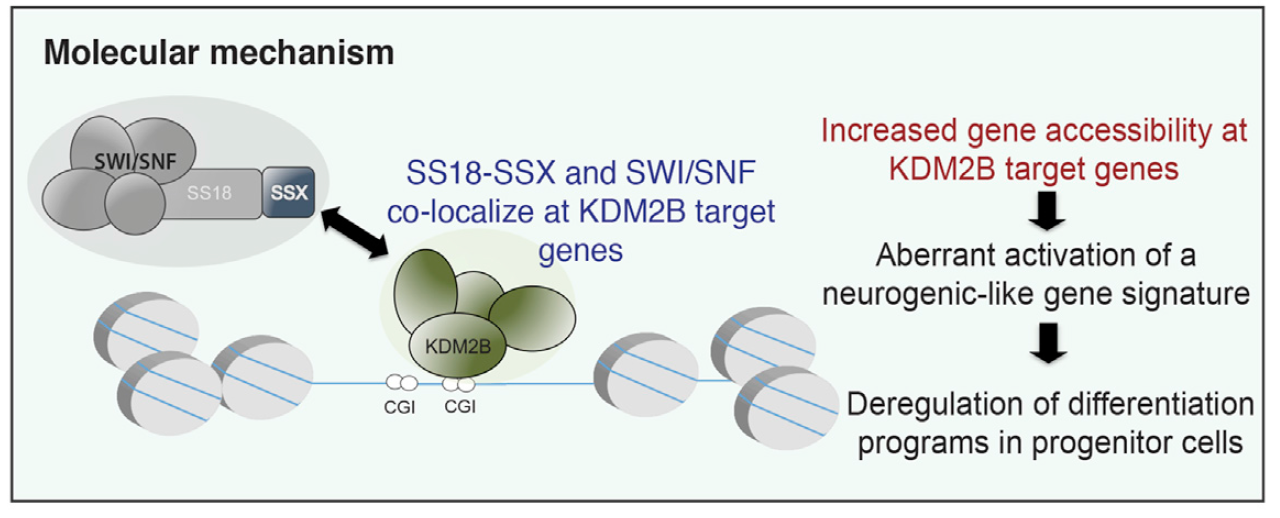 Molecular mechanism
SWI/SNF
SS18
SSX
SS18-SSX and SWI/SNF
co-localize at KDM2B target
genes
KDM2B
CGI
CGI
Increased gene accessibility at
KDM2B target genes
Aberrant activation of a
neurogenic-like gene signature
Deregulation of differentiation
programs in progenitor cells